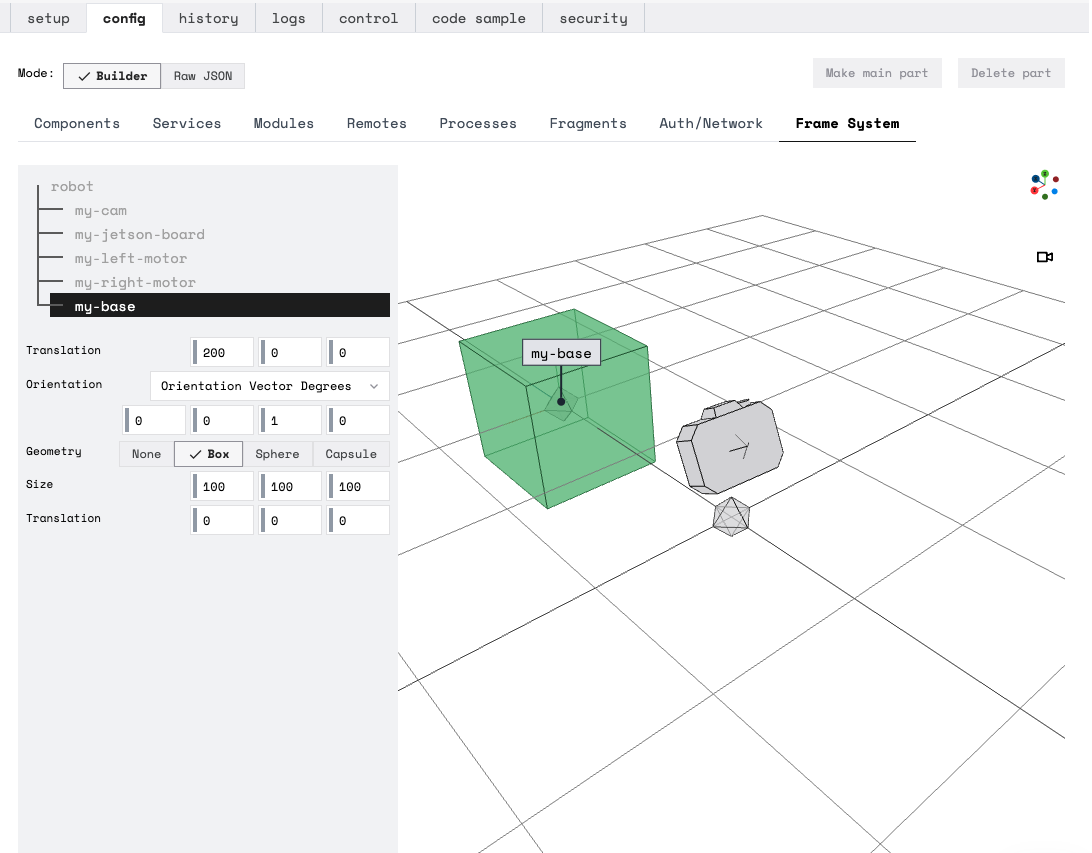 setup config history logs control code sample security
Mode: Builder Raw JSON Make main part Delete part
Components Services Modules Remotes Processes Fragments Auth/Network Frame System
robot
my-cam
my-jetson-board
my-left-motor
my-right-motor
my-base
Translation 200 0 0
Orientation Orientation Vector Degrees
0 0 1 0
Geometry None Box Sphere Capsule
Size 100 100 100
Translation 0 0 0
my-base